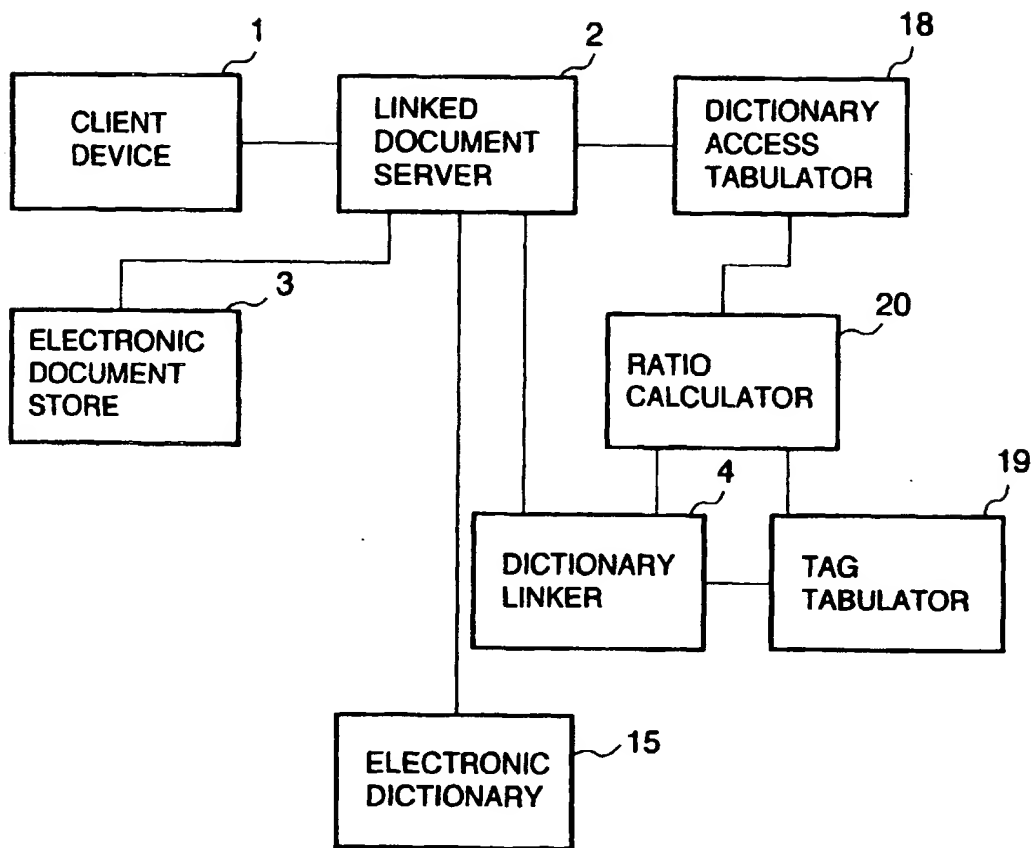 1
CLIENT
DEVICE
2
LINKED
DOCUMENT
SERVER
18
DICTIONARY
ACCESS
TABULATOR
3
ELECTRONIC
DOCUMENT
STORE
20
RATIO
CALCULATOR
4
DICTIONARY
LINKER
19
TAG
TABULATOR
15
ELECTRONIC
DICTIONARY